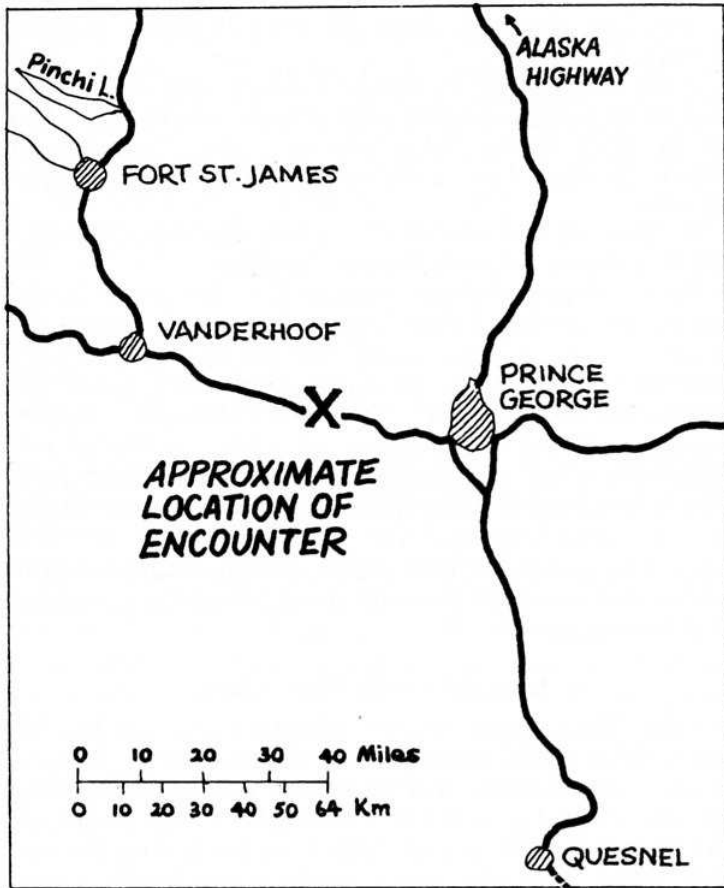 ALASKA
HIGHWAY
Pinchi L.
FORT ST. JAMES
VANDERHOOF
PRINCE
GEORGE
X
APPROXIMATE
LOCATION OF
ENCOUNTER
0 10 20 30 40 Miles
0 10 20 30 40 50 64 Km
QUESNEL